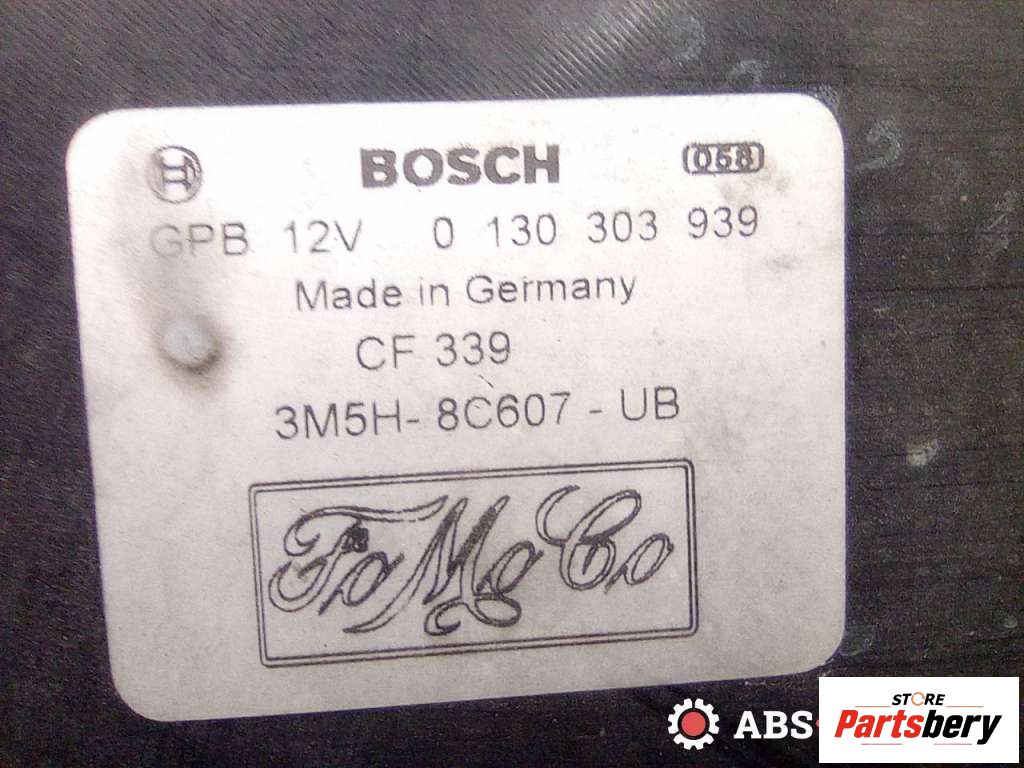 BOSCH 068
GPB 12V 0 130 303 939
Made in Germany
CF 339
3M5H- 8C607 - UB
FoMoCo
ABS-
STORE
Partsbery